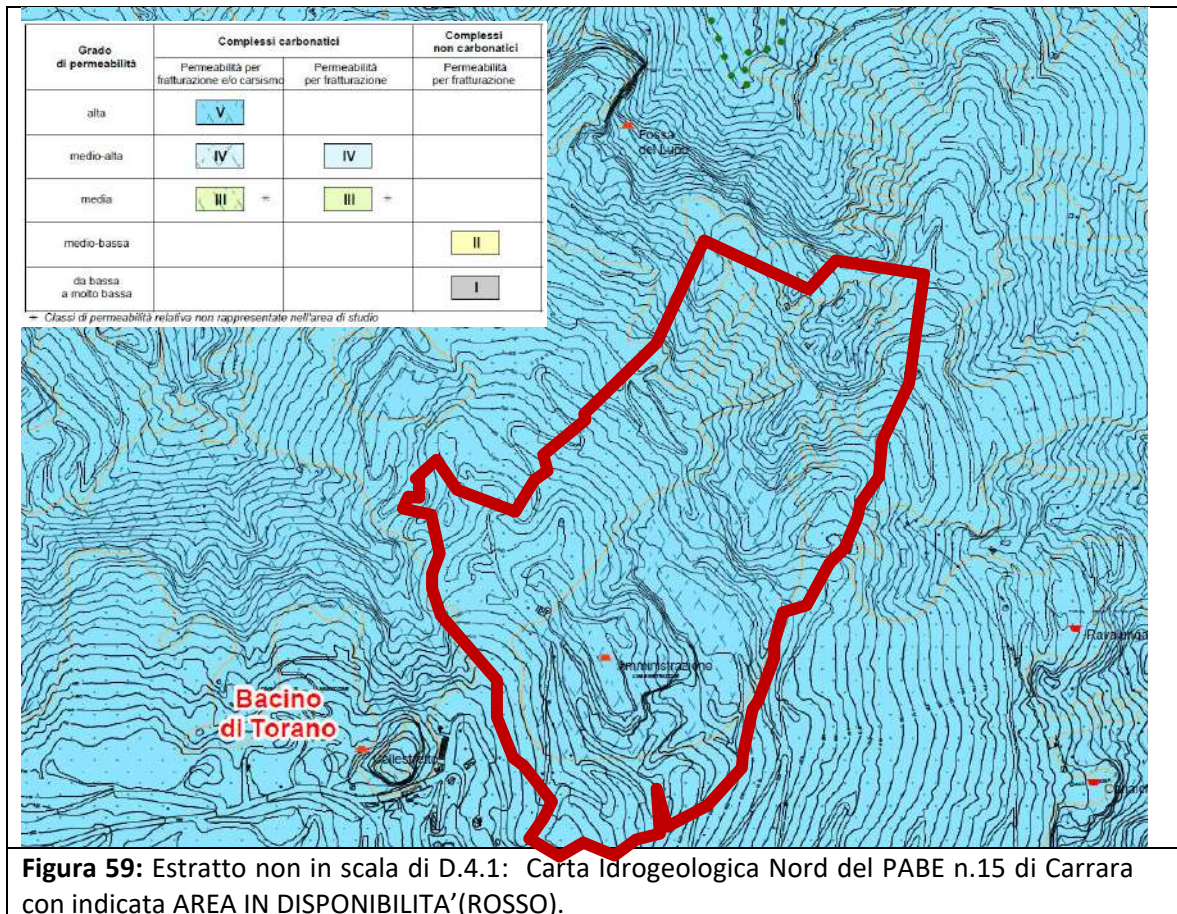 Grado
di permeabilità
Complessi carbonatici
Complessi
non carbonatici
Permeabilità per
fratturazione e/o carsismo
Permeabilità
per fratturazione
Permeabilità
per fratturazione
alta
V
medio-alta
IV
IV
media
III +
III +
medio-bassa
II
da bassa
a molto bassa
I
+ Classi di permeabilità relativa non rappresentate nell'area di studio
Fossa
del Lupo
Amministrazione
Ravalunga
Bacino
di Torano
Figura 59: Estratto non in scala di D.4.1: Carta Idrogeologica Nord del PABE n.15 di Carrara
con indicata AREA IN DISPONIBILITA'(ROSSO).